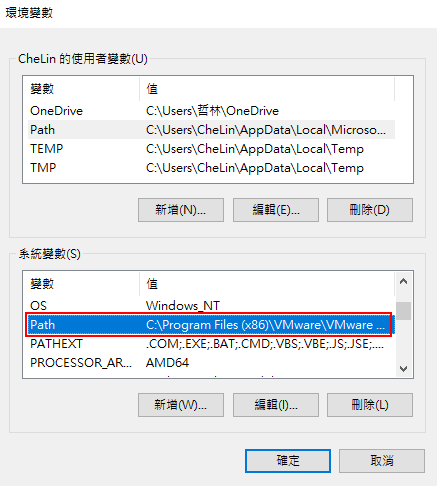 環境變數
CheLin 的使用者變數(U)
變數 值
OneDrive C:\Users\哲林\OneDrive
Path C:\Users\CheLin\AppData\Local\Microso...
TEMP C:\Users\CheLin\AppData\Local\Temp
TMP C:\Users\CheLin\AppData\Local\Temp
新增(N)... 編輯(E)... 刪除(D)
系統變數(S)
變數 值
OS Windows_NT
Path C:\Program Files (x86)\VMware\VMware ...
PATHEXT .COM;.EXE;.BAT;.CMD;.VBS;.VBE;.JS;.JSE;....
PROCESSOR_AR... AMD64
新增(W)... 編輯(I)... 刪除(L)
確定 取消